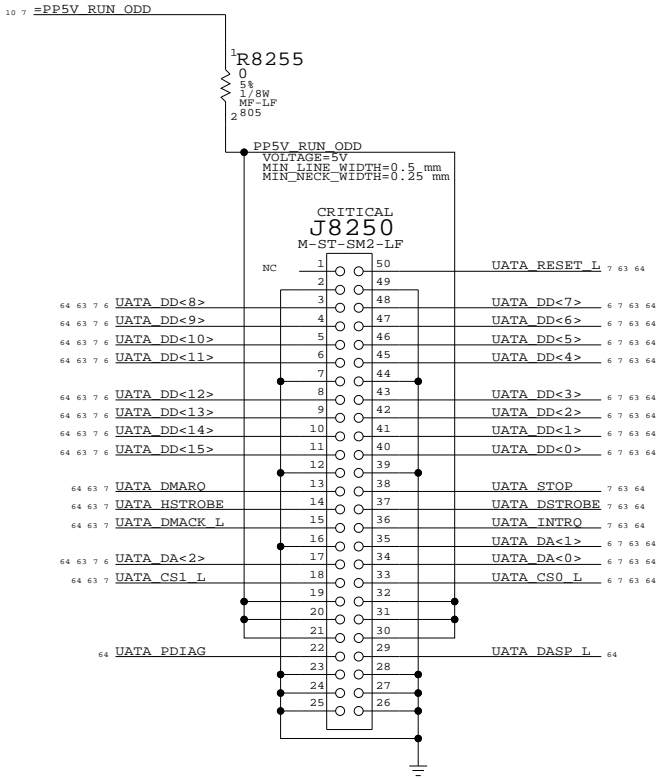 10 7 =PP5V_RUN_ODD
1
R8255
0
5%
1/8W
MF-LF
2 805
PP5V_RUN_ODD
VOLTAGE=5V
MIN_LINE_WIDTH=0.5 mm
MIN_NECK_WIDTH=0.25 mm
CRITICAL
J8250
M-ST-SM2-LF
NC 1 50 UATA_RESET_L 7 63 64
2 49
64 63 7 6 UATA_DD<8> 3 48 UATA_DD<7> 6 7 63 64
64 63 7 6 UATA_DD<9> 4 47 UATA_DD<6> 6 7 63 64
64 63 7 6 UATA_DD<10> 5 46 UATA_DD<5> 6 7 63 64
64 63 7 6 UATA_DD<11> 6 45 UATA_DD<4> 6 7 63 64
7 44
64 63 7 6 UATA_DD<12> 8 43 UATA_DD<3> 6 7 63 64
64 63 7 6 UATA_DD<13> 9 42 UATA_DD<2> 6 7 63 64
64 63 7 6 UATA_DD<14> 10 41 UATA_DD<1> 6 7 63 64
64 63 7 6 UATA_DD<15> 11 40 UATA_DD<0> 6 7 63 64
12 39
64 63 7 UATA_DMARQ 13 38 UATA_STOP 7 63 64
64 63 7 UATA_HSTROBE 14 37 UATA_DSTROBE 7 63 64
64 63 7 UATA_DMACK_L 15 36 UATA_INTRQ 7 63 64
16 35 UATA_DA<1> 6 7 63 64
64 63 7 6 UATA_DA<2> 17 34 UATA_DA<0> 6 7 63 64
64 63 7 UATA_CS1_L 18 33 UATA_CS0_L 6 7 63 64
19 32
20 31
21 30
64 UATA_PDIAG 22 29 UATA_DASP_L 64
23 28
24 27
25 26